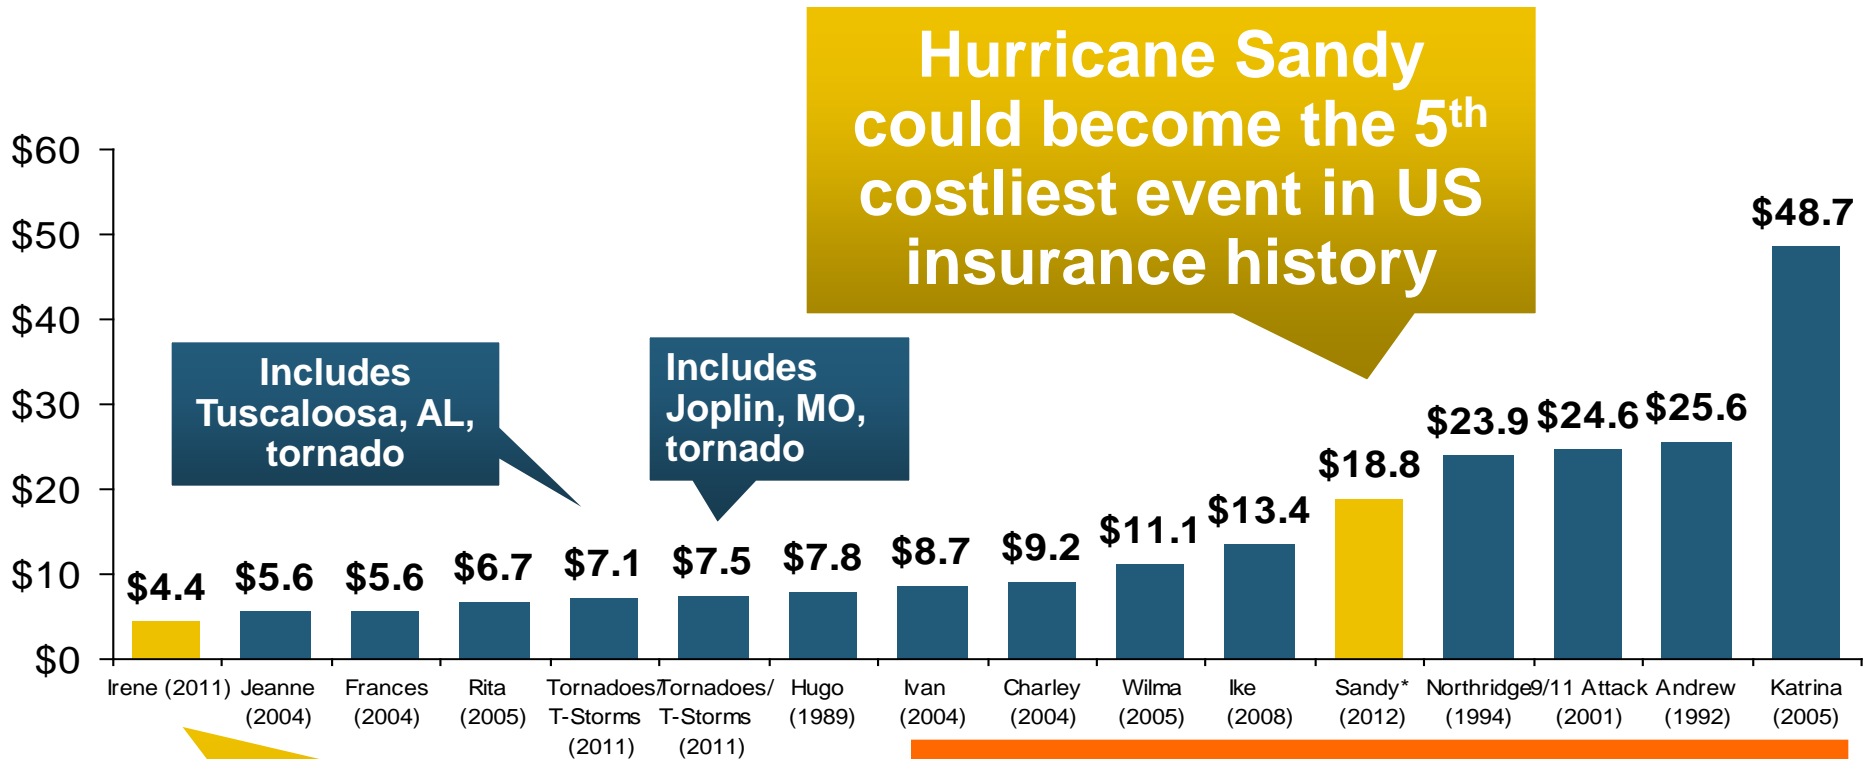 Hurricane Sandy
could become the 5th
costliest event in US
insurance history
$60
$50
$40
$30
$20
$10
$0
Includes
Tuscaloosa, AL,
tornado
Includes
Joplin, MO,
tornado
$4.4
$5.6
$5.6
$6.7
$7.1
$7.5
$7.8
$8.7
$9.2
$11.1
$13.4
$18.8
$23.9
$24.6
$25.6
$48.7
Irene (2011)
Jeanne
(2004)
Frances
(2004)
Rita
(2005)
Tornadoes/
T-Storms
(2011)
Tornadoes/
T-Storms
(2011)
Hugo
(1989)
Ivan
(2004)
Charley
(2004)
Wilma
(2005)
Ike
(2008)
Sandy*
(2012)
Northridge
(1994)
9/11 Attack
(2001)
Andrew
(1992)
Katrina
(2005)